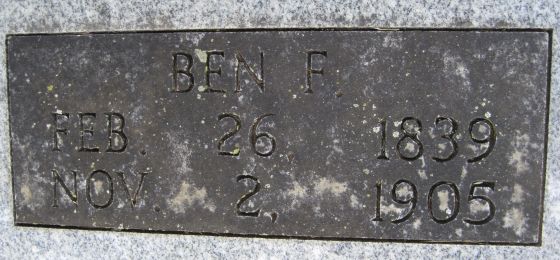 BEN F.
FEB. 26, 1839
NOV. 2, 1905